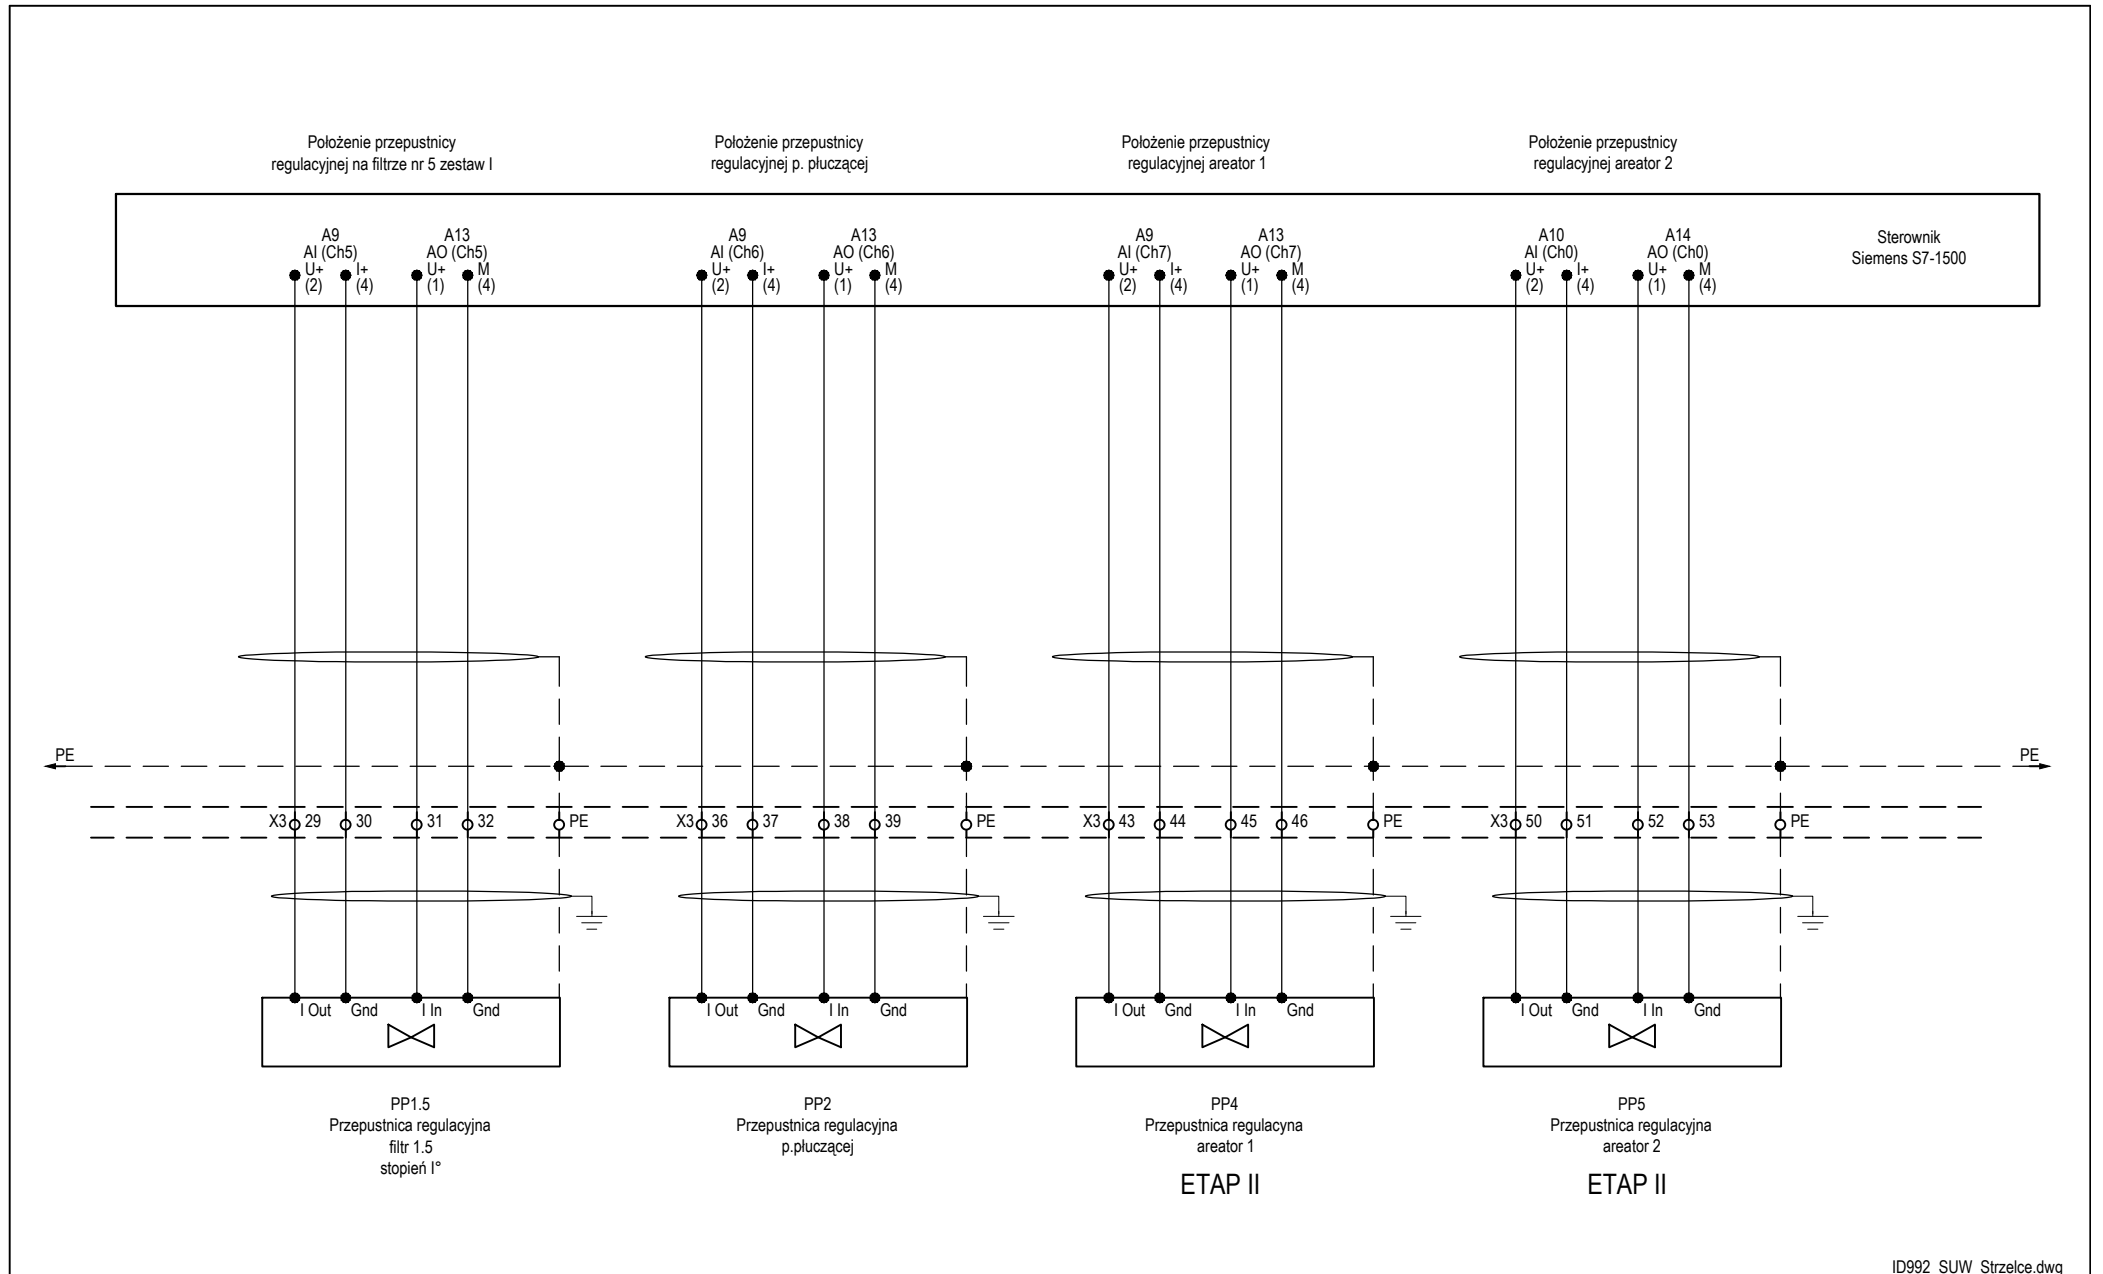 Położenie przepustnicy
regulacyjnej na filtrze nr 5 zestaw I
Położenie przepustnicy
regulacyjnej p. płuczącej
Położenie przepustnicy
regulacyjnej areator 1
Położenie przepustnicy
regulacyjnej areator 2
A9
AI (Ch5)
U+ I+
(2) (4)
A13
AO (Ch5)
U+ M
(1) (4)
A9
AI (Ch6)
U+ I+
(2) (4)
A13
AO (Ch6)
U+ M
(1) (4)
A9
AI (Ch7)
U+ I+
(2) (4)
A13
AO (Ch7)
U+ M
(1) (4)
A10
AI (Ch0)
U+ I+
(2) (4)
A14
AO (Ch0)
U+ M
(1) (4)
Sterownik
Siemens S7-1500
PE PE
X3 29 30 31 32 PE X3 36 37 38 39 PE X3 43 44 45 46 PE X3 50 51 52 53 PE
I Out Gnd I In Gnd I Out Gnd I In Gnd I Out Gnd I In Gnd I Out Gnd I In Gnd
PP1.5
Przepustnica regulacyjna
filtr 1.5
stopień I°
PP2
Przepustnica regulacyjna
p.płuczącej
PP4
Przepustnica regulacyna
areator 1
ETAP II
PP5
Przepustnica regulacyjna
areator 2
ETAP II
ID992_SUW_Strzelce.dwg